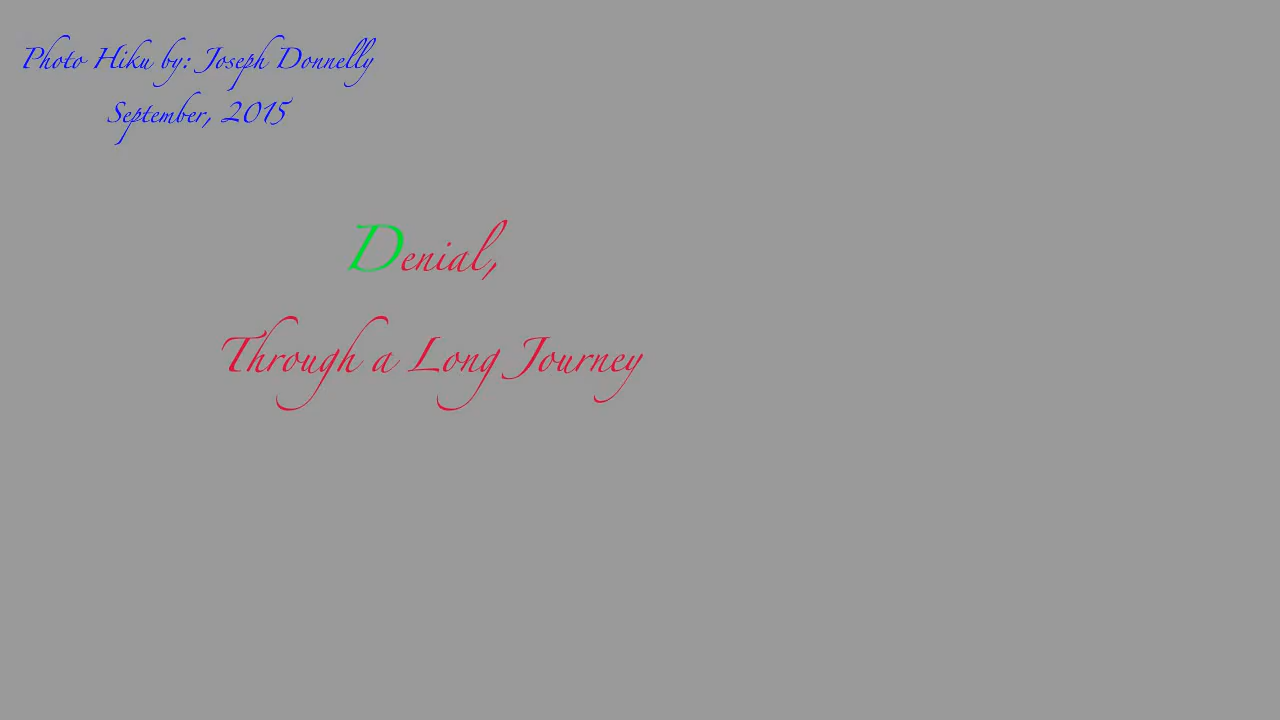 Photo Hiku by: Joseph Donnelly
September, 2015
Denial,
Through a Long Journey